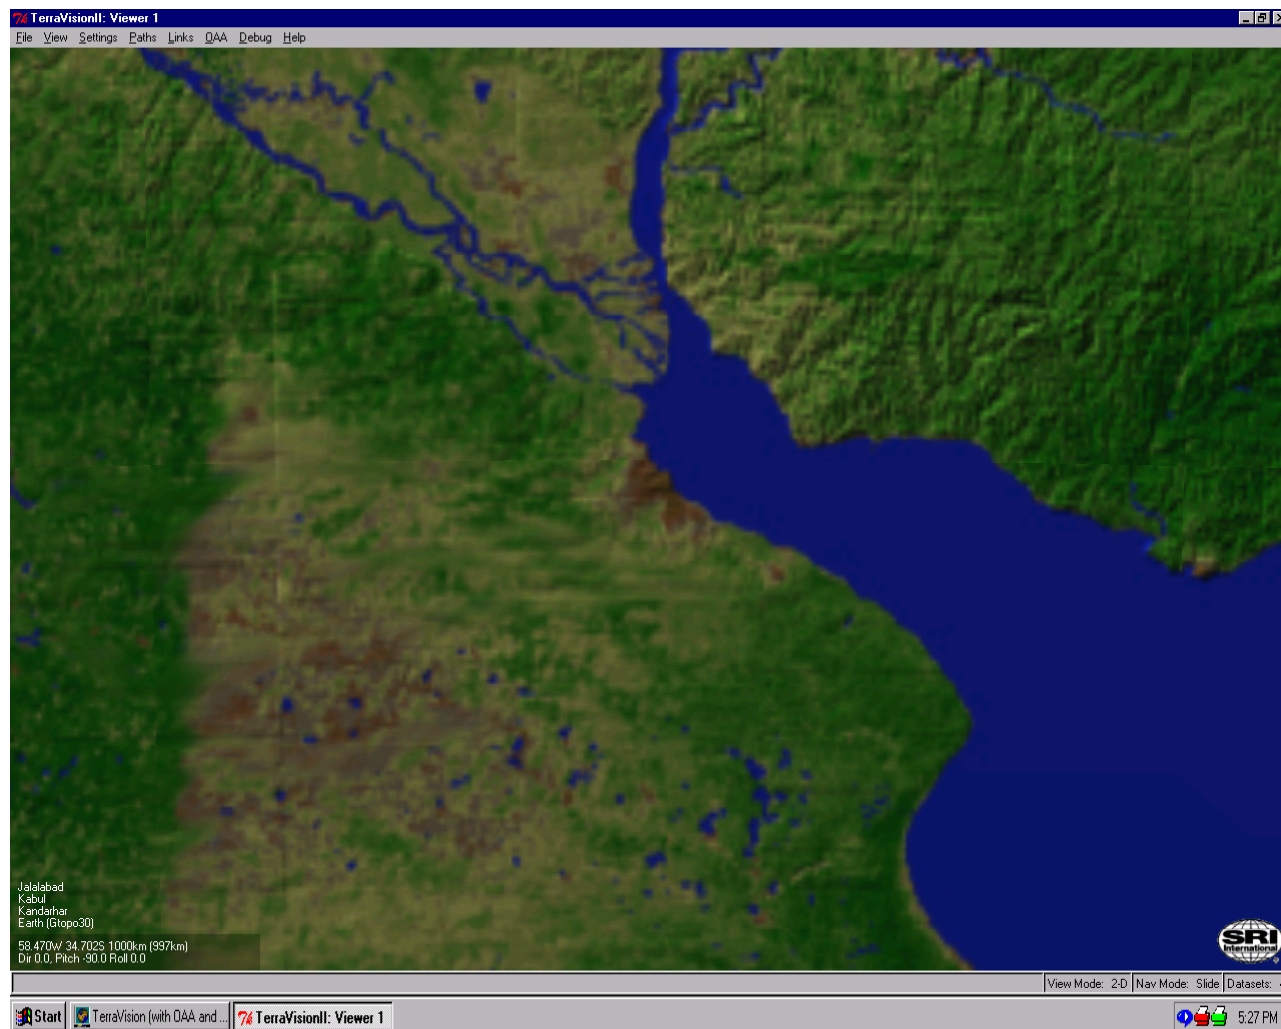 TerraVisionII: Viewer 1
File View Settings Paths Links OAA Debug Help
Jalalabad
Kabul
Kandarhar
Earth (Gtopo30)
58.470W 34.702S 1000km (997km)
Dir 0.0, Pitch -90.0 Roll 0.0
SRI
International
View Mode: 2-D Nav Mode: Slide Datasets:
Start TerraVision (with OAA and ... TerraVisionII: Viewer 1 5:27 PM